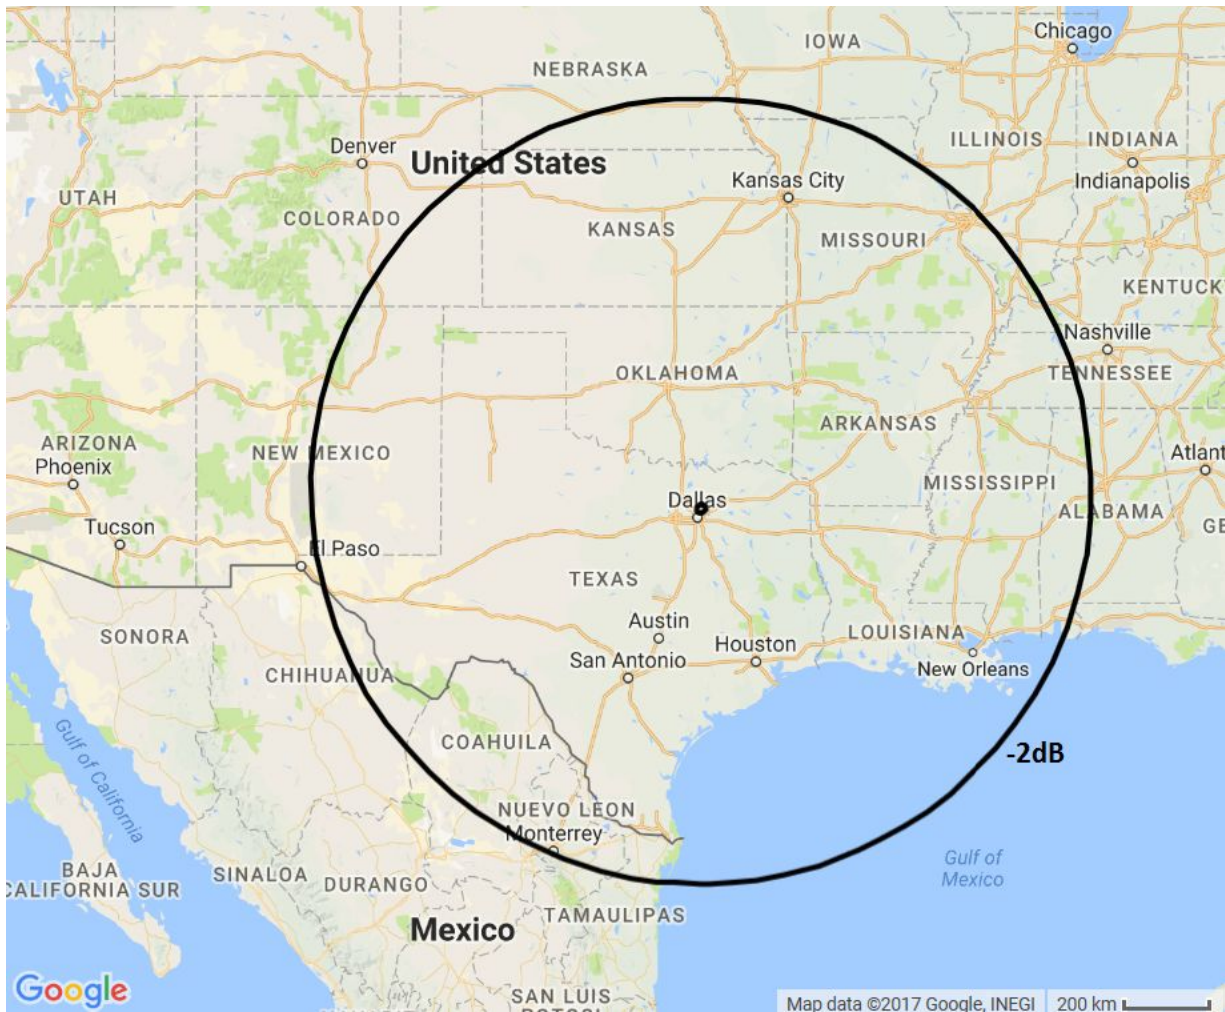 Chicago
IOWA
NEBRASKA
ILLINOIS
INDIANA
Denver
United States
Kansas City
Indianapolis
UTAH
COLORADO
KANSAS
MISSOURI
KENTUCK
Nashville
OKLAHOMA
TENNESSEE
ARKANSAS
ARIZONA
NEW MEXICO
Phoenix
Atlant
MISSISSIPPI
Dallas
ALABAMA
Tucson
GE
El Paso
TEXAS
SONORA
Austin
Houston
LOUISIANA
San Antonio
New Orleans
CHIHUAHUA
COAHUILA
Gulf of California
-2dB
NUEVO LEON
Monterrey
Gulf of
Mexico
BAJA
CALIFORNIA SUR
SINALOA
DURANGO
TAMAULIPAS
Mexico
Google
SAN LUIS
Map data ©2017 Google, INEGI
200 km